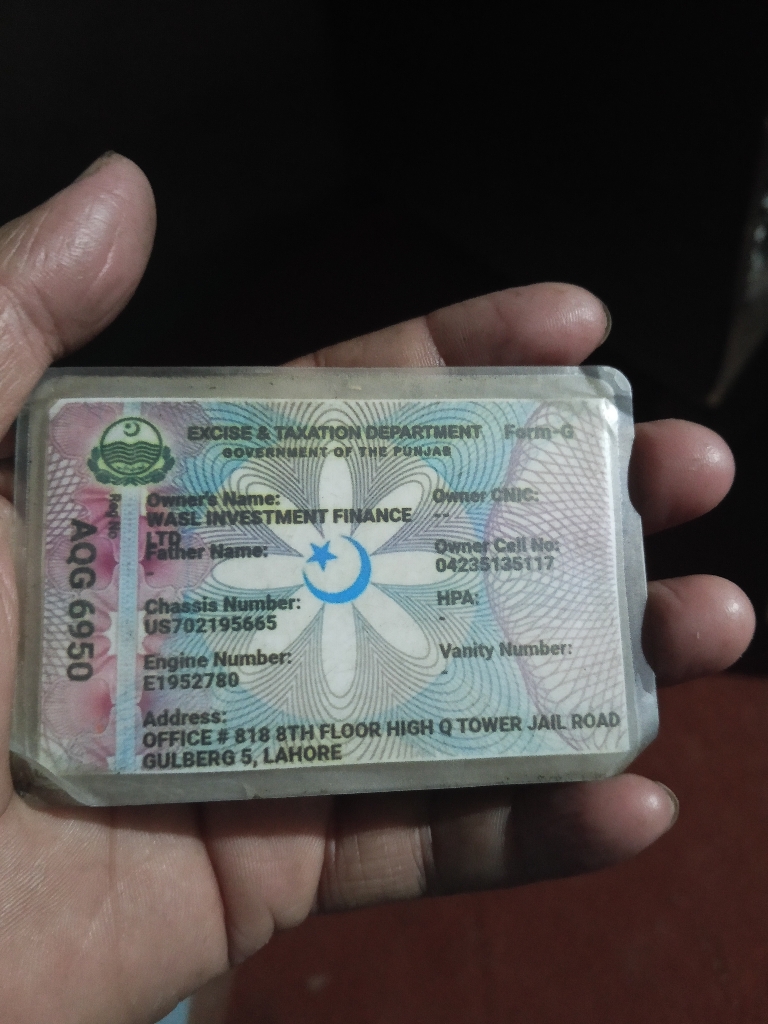 EXCISE & TAXATION DEPARTMENT Form-G
GOVERNMENT OF THE PUNJAB
Reg No
AQG 6950
Owner's Name:
WASL INVESTMENT FINANCE
LTD
Owner CNIC:
--
Father Name:
-
Owner Cell No:
04235135117
Chassis Number:
US702195665
HPA:
-
Engine Number:
E1952780
Vanity Number:
-
Address:
OFFICE # 818 8TH FLOOR HIGH Q TOWER JAIL ROAD
GULBERG 5, LAHORE